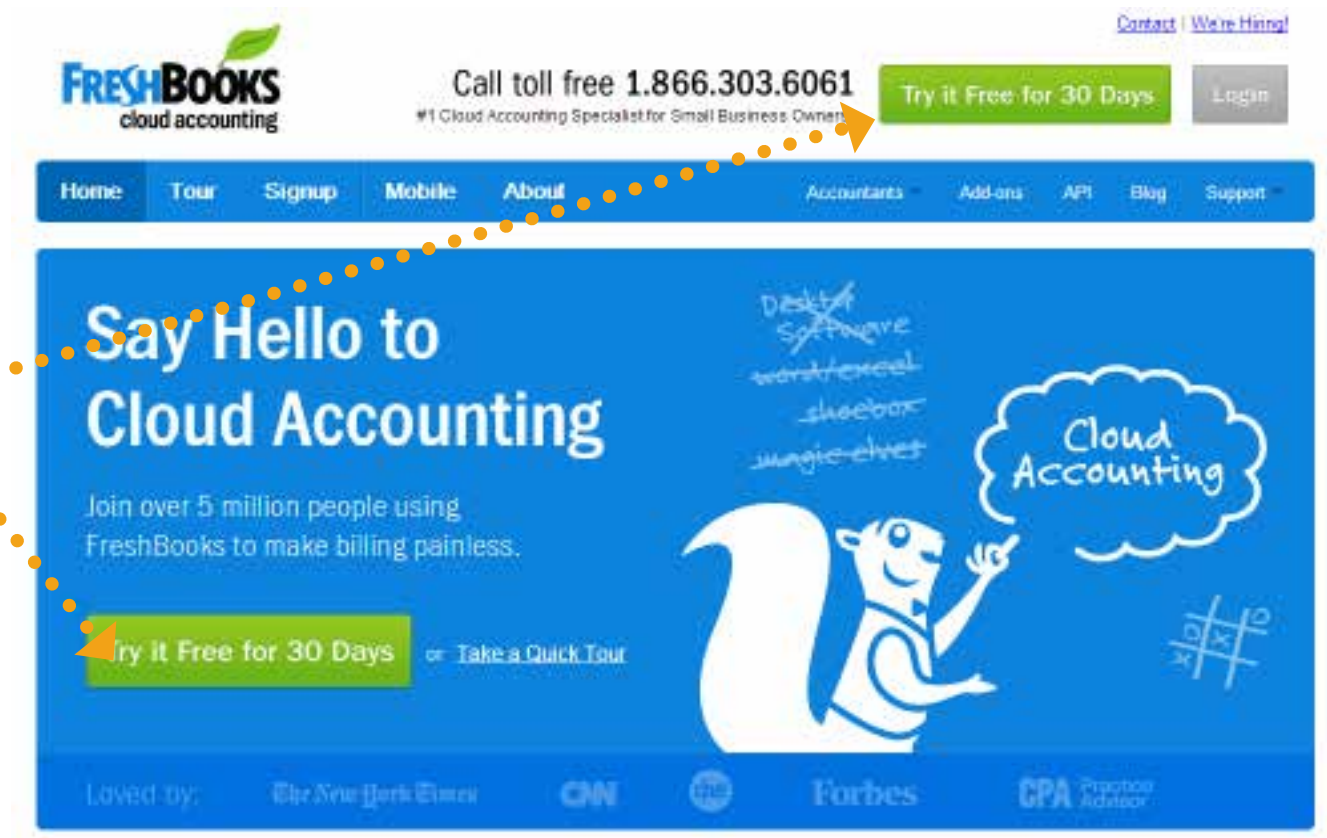 Contact | We're Hiring!
FRESHBOOKS
cloud accounting
Call toll free 1.866.303.6061
#1 Cloud Accounting Specialist for Small Business Owners
Try it Free for 30 Days
Login
Home Tour Signup Mobile About Accountants Add-ons API Blog Support
Say Hello to
Cloud Accounting
Join over 5 million people using
FreshBooks to make billing painless.
Try it Free for 30 Days or Take a Quick Tour
Desktop
Software
word/excel
shoebox
magic elves
Cloud
Accounting
O
O X
X
Loved by: The New York Times CNN Forbes CPA Practice Advisor